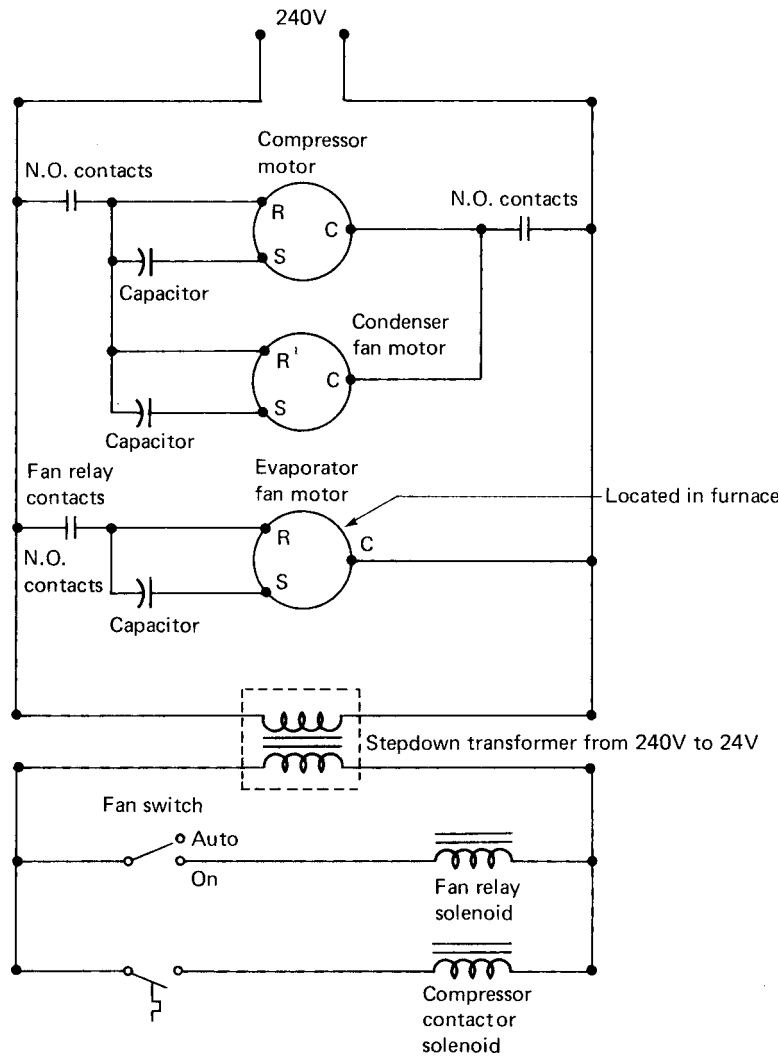 240V
Compressor
motor
N.O. contacts
N.O. contacts
R
C
S
Capacitor
Condenser
fan motor
R
C
S
Capacitor
Fan relay
contacts
Evaporator
fan motor
Located in furnace
R
C
N.O.
contacts
S
Capacitor
Stepdown transformer from 240V to 24V
Fan switch
Auto
On
Fan relay
solenoid
Compressor
contactor
solenoid